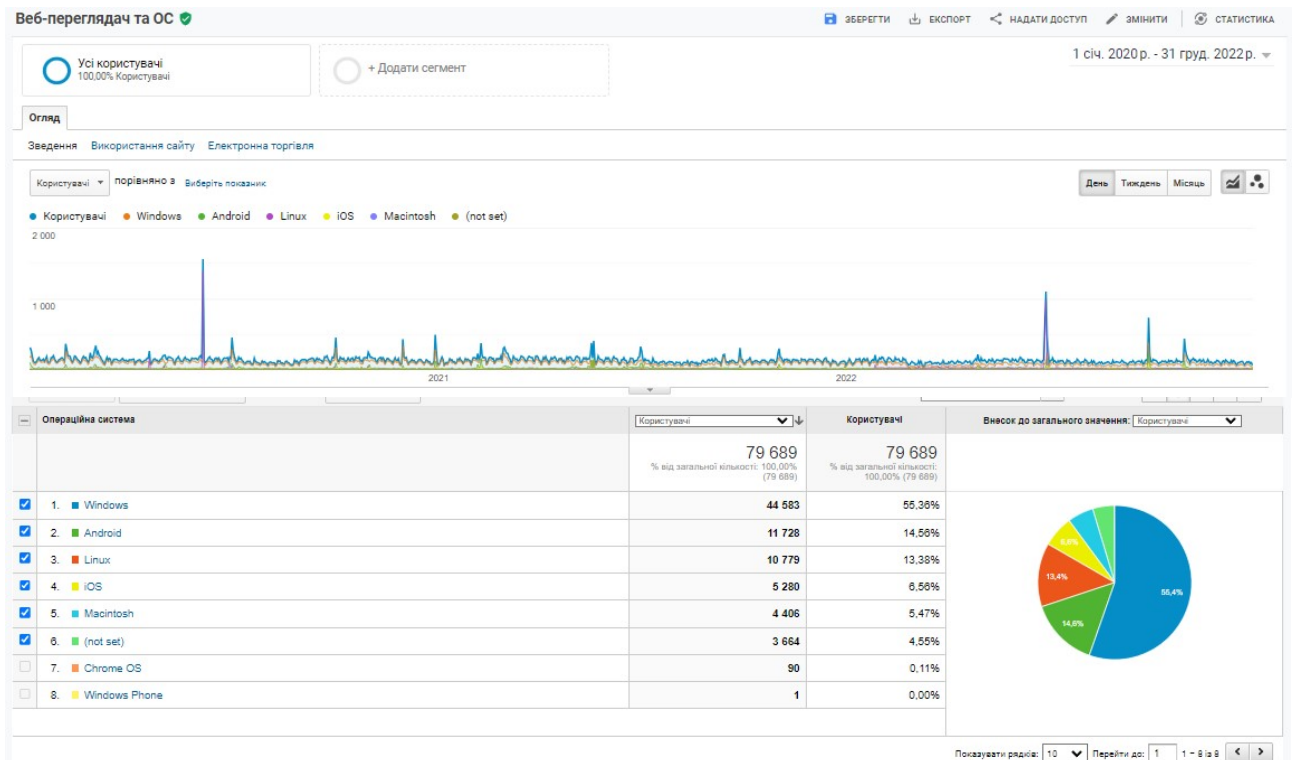 Веб-переглядач та ОС
ЗБЕРЕГТИ ЕКСПОРТ НАДАТИ ДОСТУП ЗМІНИТИ СТАТИСТИКА
1 січ. 2020 р. - 31 груд. 2022 р.
Усі користувачі
100,00% Користувачі
+ Додати сегмент
Огляд
Зведення Використання сайту Електронна торгівля
Користувачі порівняно з Виберіть показник
День Тиждень Місяць
Користувачі Windows Android Linux iOS Macintosh (not set)
2 000
1 000
2021 2022
Операційна система Користувачі Користувачі Внесок до загального значення: Користувачі
79 689 79 689
% від загальної кількості: 100,00% (79 689) % від загальної кількості: 100,00% (79 689)
1. Windows 44 583 55,36%
2. Android 11 728 14,56%
3. Linux 10 779 13,38%
4. iOS 5 280 6,56%
5. Macintosh 4 406 5,47%
6. (not set) 3 664 4,55%
7. Chrome OS 90 0,11%
8. Windows Phone 1 0,00%
6,6%
13,4%
55,4%
14,6%
Показувати рядків: 10 Перейти до: 1 1 – 8 із 8